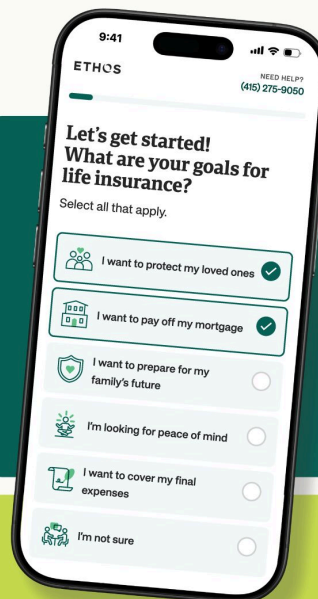 9:41
ETHOS
NEED HELP?
(415) 275-9050
Let's get started!
What are your goals for
life insurance?
Select all that apply.
I want to protect my loved ones
I want to pay off my mortgage
I want to prepare for my
family's future
I'm looking for peace of mind
I want to cover my final
expenses
I'm not sure